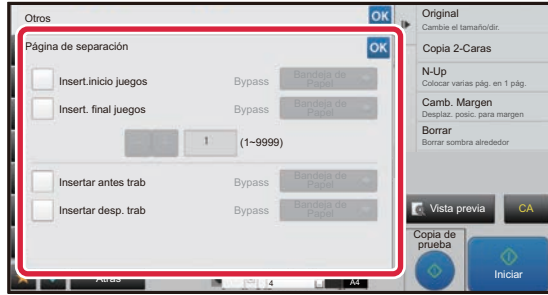 Otros
OK
Página de separación
OK
Insert.inicio juegos
Bypass
Bandeja de
Papel
Insert. final juegos
Bypass
Bandeja de
Papel
1
(1~9999)
Insertar antes trab
Bypass
Bandeja de
Papel
Insertar desp. trab
Bypass
Bandeja de
Papel
Atrás
4
A4
Original
Cambie el tamaño/dir.
Copia 2-Caras
N-Up
Colocar varias pág. en 1 pág.
Camb. Margen
Desplaz. posic. para margen
Borrar
Borrar sombra alrededor
Vista previa
CA
Copia de
prueba
Iniciar